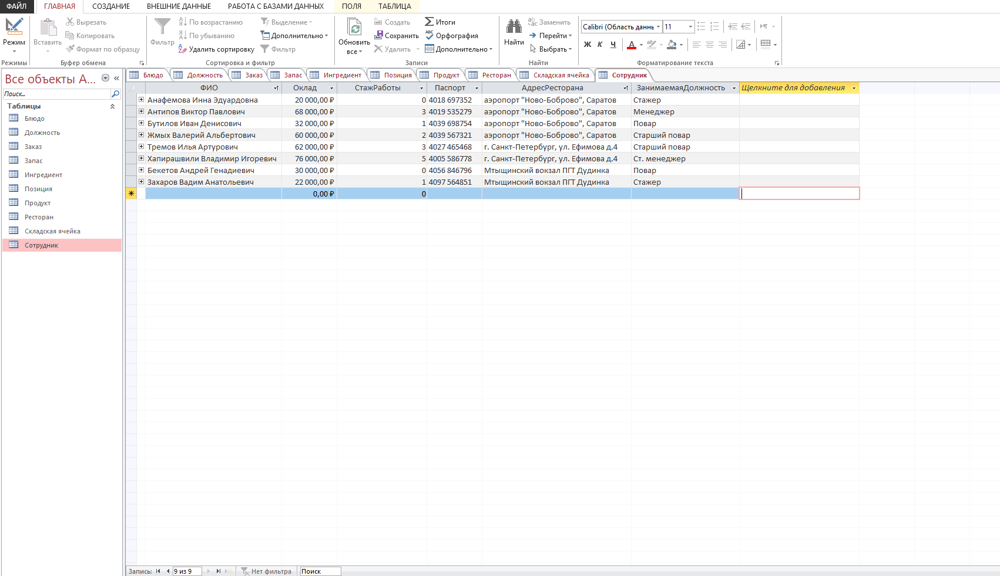 ФАЙЛ ГЛАВНАЯ СОЗДАНИЕ ВНЕШНИЕ ДАННЫЕ РАБОТА С БАЗАМИ ДАННЫХ ПОЛЯ ТАБЛИЦА
Режим
Режимы
Вставить
Вырезать
Копировать
Формат по образцу
Буфер обмена
Фильтр
По возрастанию
По убыванию
Удалить сортировку
Выделение
Дополнительно
Фильтр
Сортировка и фильтр
Обновить
все
Создать
Сохранить
Удалить
Итоги
Орфография
Дополнительно
Записи
Найти
Заменить
Перейти
Выбрать
Найти
Calibri (Область данны 11
Ж К Ч
Форматирование текста
Все объекты A...
Поиск...
Таблицы
Блюдо
Должность
Заказ
Запас
Ингредиент
Позиция
Продукт
Ресторан
Складская ячейка
Сотрудник
Блюдо Должность Заказ Запас Ингредиент Позиция Продукт Ресторан Складская ячейка Сотрудник
ФИО Оклад СтажРаботы Паспорт АдресРесторана ЗанимаемаяДолжность Щелкните для добавления
Анафемова Инна Эдуардовна 20 000,00 ₽ 0 4018 697352 аэропорт "Ново-Боброво", Саратов Стажер
Антипов Виктор Павлович 68 000,00 ₽ 3 4019 535279 аэропорт "Ново-Боброво", Саратов Менеджер
Бутилов Иван Денисович 32 000,00 ₽ 1 4039 698754 аэропорт "Ново-Боброво", Саратов Повар
Жмых Валерий Альбертович 60 000,00 ₽ 2 4039 567321 аэропорт "Ново-Боброво", Саратов Старший повар
Тремов Илья Артурович 62 000,00 ₽ 3 4027 465468 г. Санкт-Петербург, ул. Ефимова д.4 Старший повар
Хапирашвили Владимир Игоревич 76 000,00 ₽ 5 4005 586778 г. Санкт-Петербург, ул. Ефимова д.4 Ст. менеджер
Бекетов Андрей Генадиевич 30 000,00 ₽ 0 4056 846796 Мтыщинский вокзал ПГТ Дудинка Повар
Захаров Вадим Анатольевич 22 000,00 ₽ 1 4097 564851 Мтыщинский вокзал ПГТ Дудинка Стажер
0,00 ₽ 0
Запись: 9 из 9 Нет фильтра Поиск